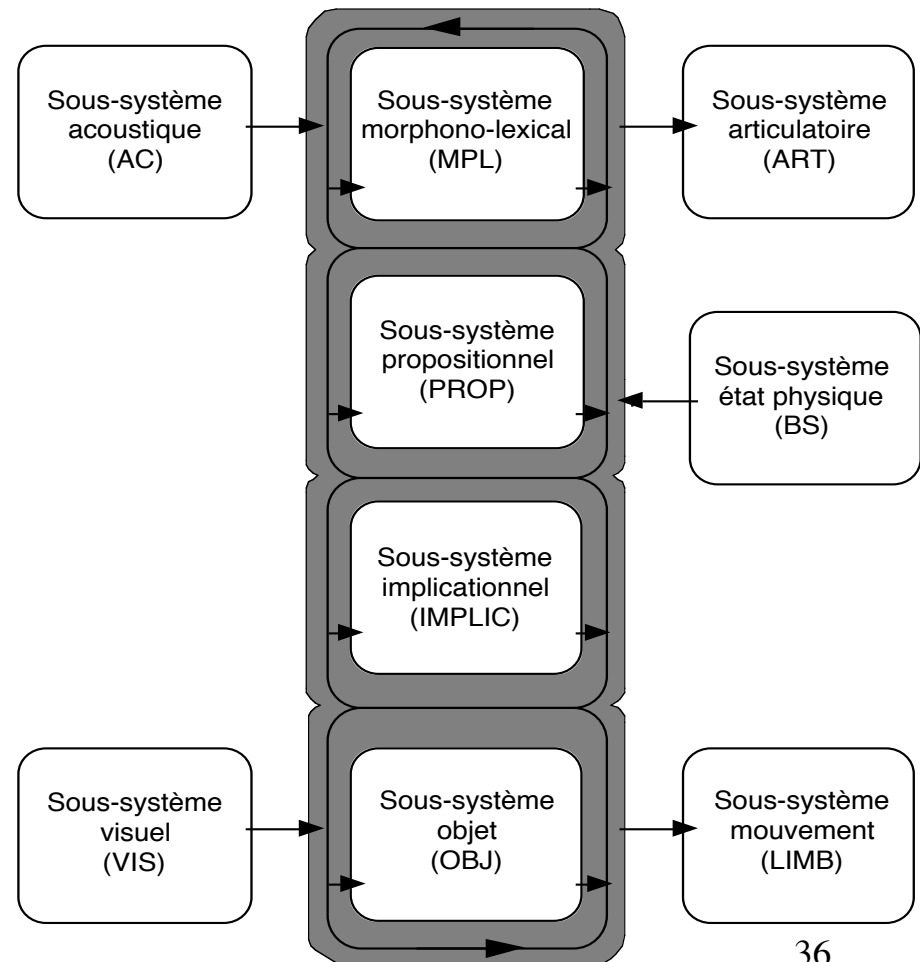 Sous-système
acoustique
(AC)
Sous-système
morphono-lexical
(MPL)
Sous-système
articulatoire
(ART)
Sous-système
propositionnel
(PROP)
Sous-système
état physique
(BS)
Sous-système
implicationnel
(IMPLIC)
Sous-système
visuel
(VIS)
Sous-système
objet
(OBJ)
Sous-système
mouvement
(LIMB)
36